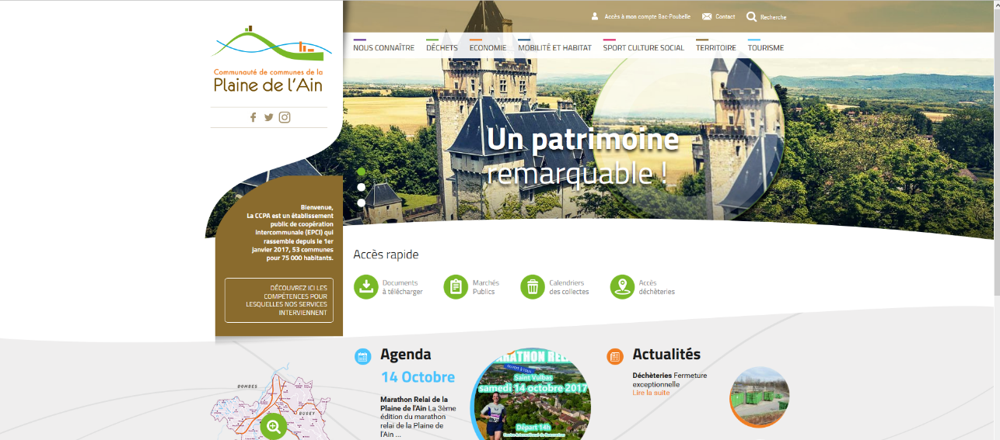 Accès à mon compte Bac-Poubelle
Contact
Recherche
NOUS CONNAÎTRE
DÉCHETS
ECONOMIE
MOBILITÉ ET HABITAT
SPORT CULTURE SOCIAL
TERRITOIRE
TOURISME
Communauté de communes de la
Plaine de l'Ain
Un patrimoine
remarquable !
Bienvenue,
La CCPA est un établissement
public de coopération
intercommunale (EPCI) qui
rassemble depuis le 1er
janvier 2017, 53 communes
pour 75 000 habitants.
DÉCOUVREZ ICI LES
COMPÉTENCES POUR
LESQUELLES NOS SERVICES
INTERVIENNENT
Accès rapide
Documents
à télécharger
Marchés
Publics
Calendriers
des collectes
Accès
déchèteries
DOMBES
BUGEY
Agenda
14 Octobre
Marathon Relai de la
Plaine de l'Ain La 3ème
édition du marathon
relai de la Plaine de
l'Ain ...
MARATHON REL
Saint Vulbas
samedi 14 octobre 2017
Départ 14h
Actualités
Déchèteries Fermeture
exceptionnelle
Lire la suite